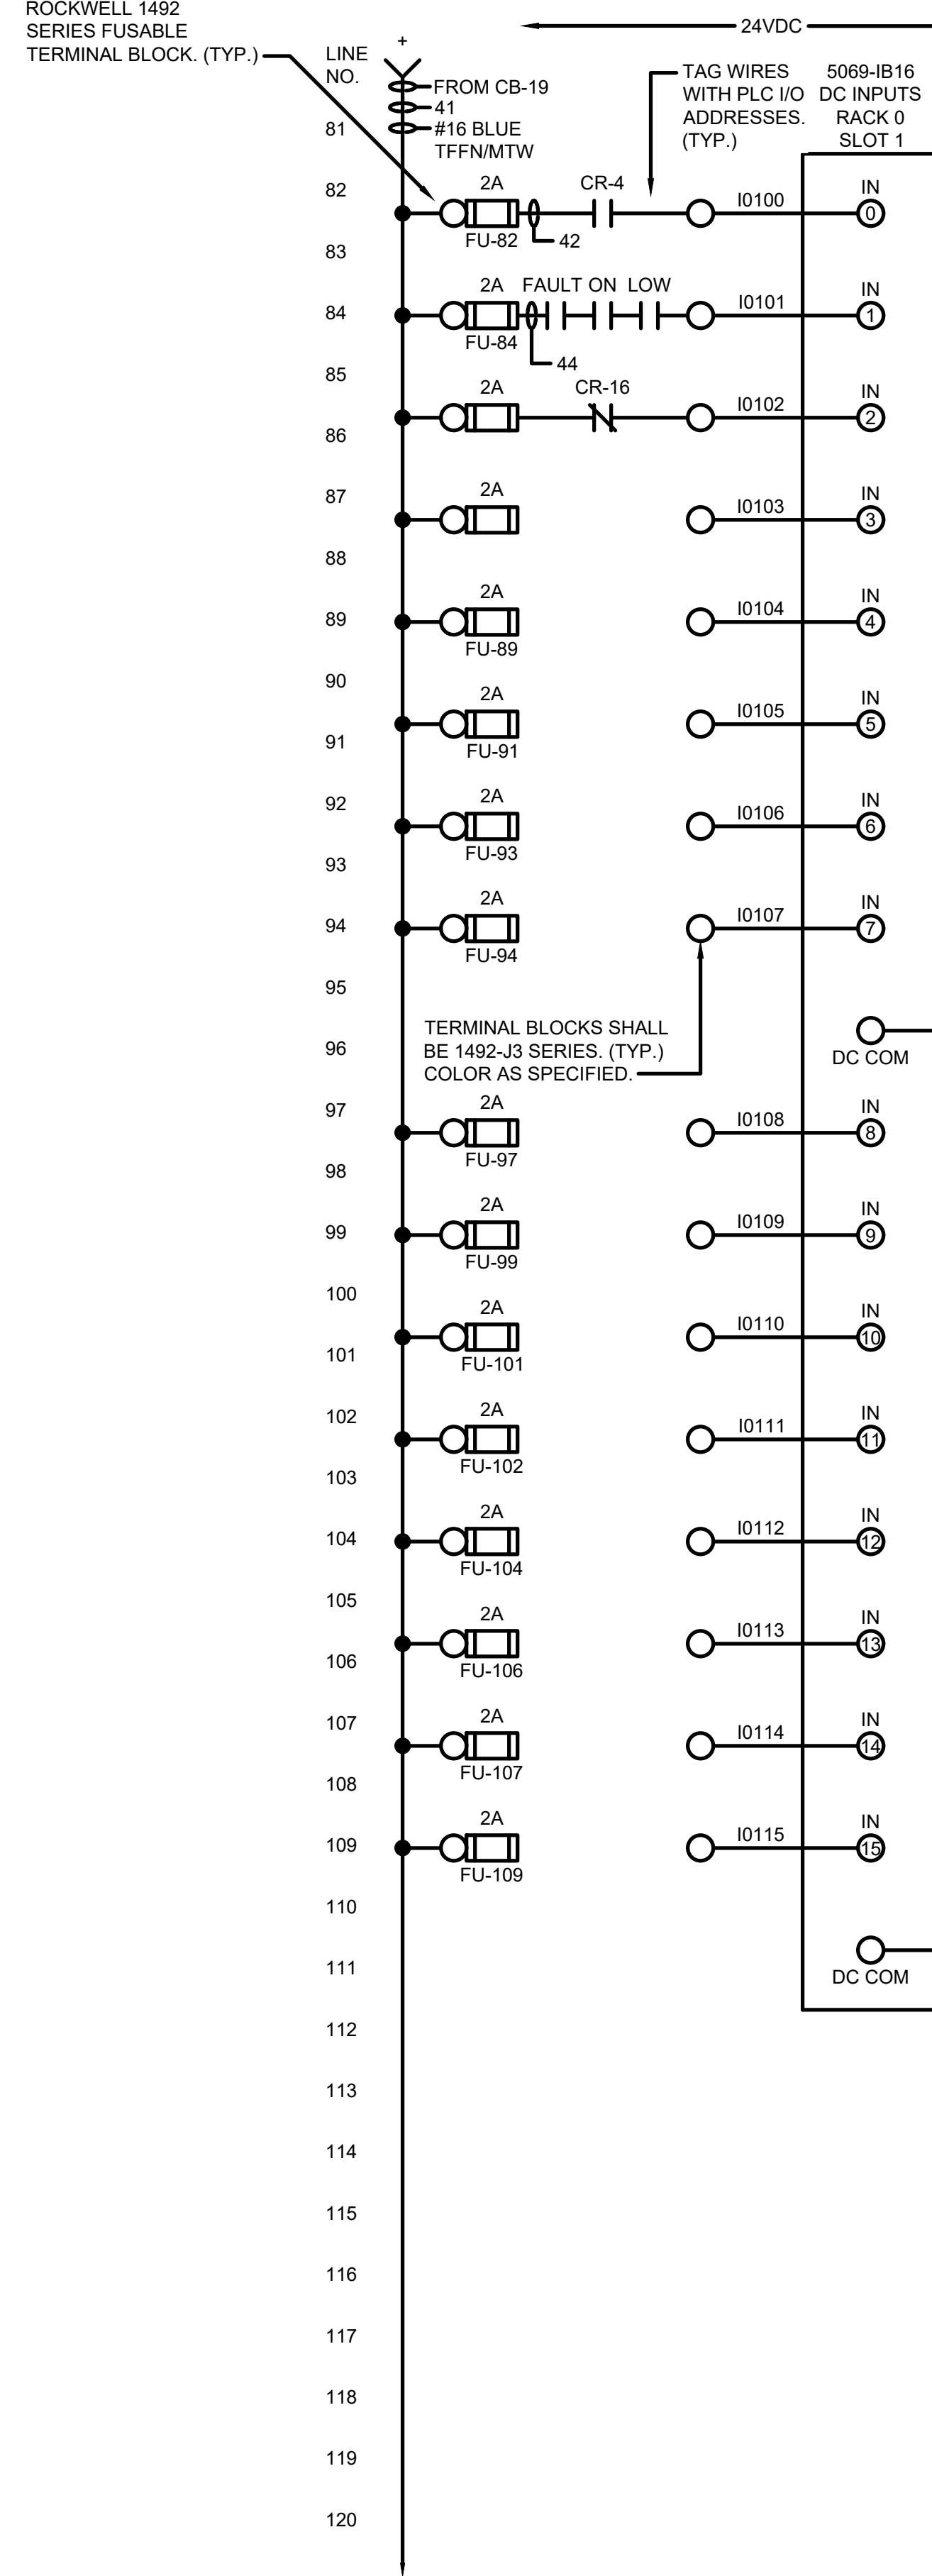 ROCKWELL 1492
SERIES FUSABLE
TERMINAL BLOCK. (TYP.)
24VDC
LINE
NO.
+
FROM CB-19
41
#16 BLUE
TFFN/MTW
TAG WIRES
WITH PLC I/O
ADDRESSES.
(TYP.)
5069-IB16
DC INPUTS
RACK 0
SLOT 1
81
82
2A
FU-82
42
CR-4
I0100
IN
0
83
84
2A
FU-84
44
FAULT ON LOW
I0101
IN
1
85
2A
CR-16
I0102
IN
2
86
87
2A
I0103
IN
3
88
89
2A
FU-89
I0104
IN
4
90
2A
FU-91
I0105
IN
5
91
92
2A
FU-93
I0106
IN
6
93
94
2A
FU-94
I0107
IN
7
95
96
TERMINAL BLOCKS SHALL
BE 1492-J3 SERIES. (TYP.)
COLOR AS SPECIFIED.
DC COM
97
2A
FU-97
I0108
IN
8
98
99
2A
FU-99
I0109
IN
9
100
2A
FU-101
I0110
IN
10
101
102
2A
FU-102
I0111
IN
11
103
104
2A
FU-104
I0112
IN
12
105
2A
FU-106
I0113
IN
13
106
107
2A
FU-107
I0114
IN
14
108
109
2A
FU-109
I0115
IN
15
110
111
DC COM
112
113
114
115
116
117
118
119
120